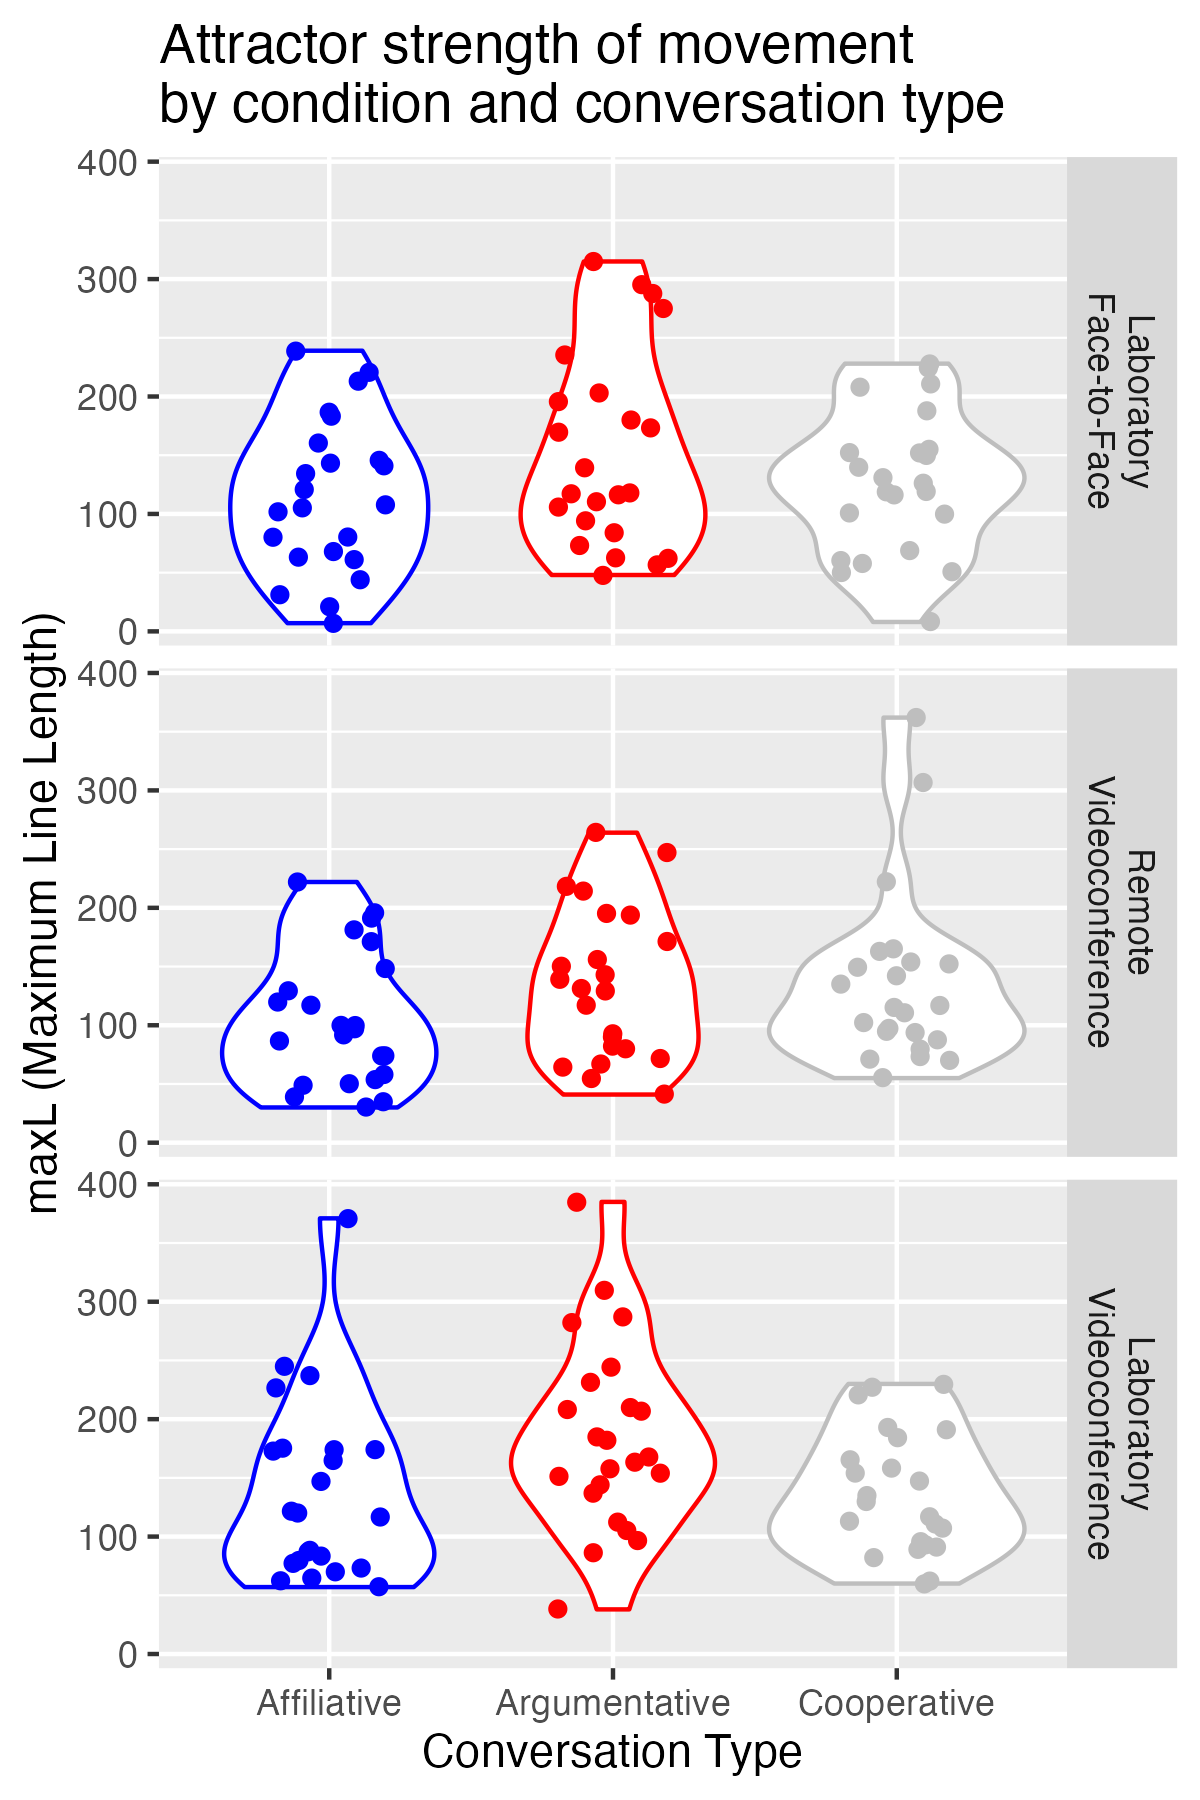 Attractor strength of movement
by condition and conversation type
maxL (Maximum Line Length)
400
300
200
100
0
Laboratory
Face-to-Face
400
300
200
100
0
Remote
Videoconference
400
300
200
100
0
Laboratory
Videoconference
Affiliative
Argumentative
Cooperative
Conversation Type